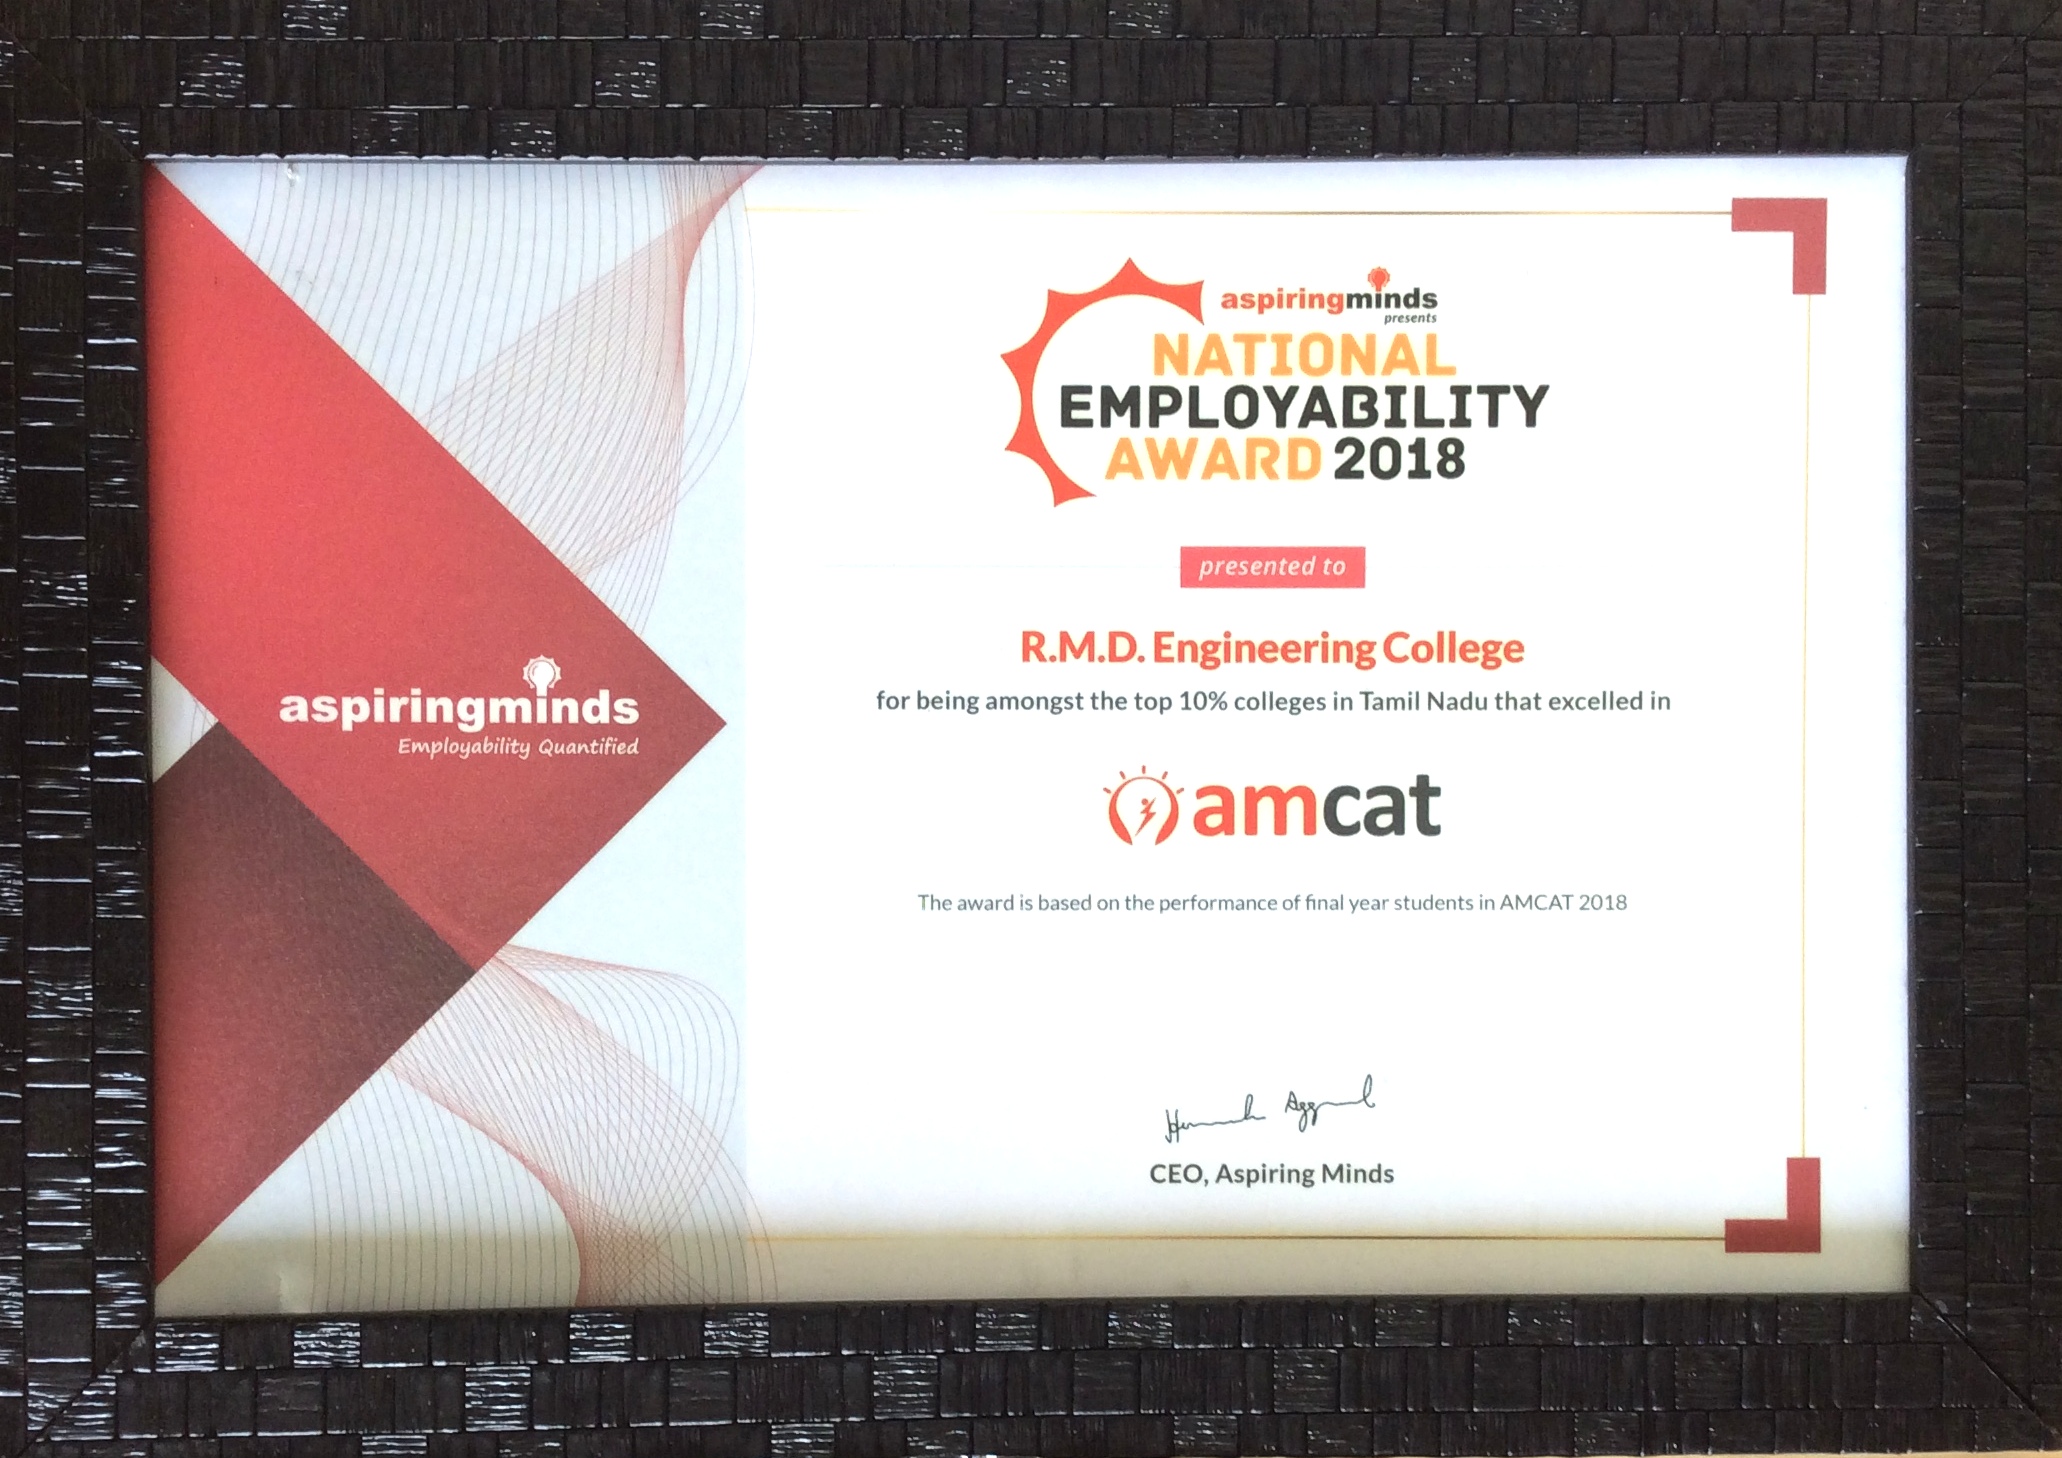 aspiringminds
Employability Quantified
aspiringminds
presents
NATIONAL
EMPLOYABILITY
AWARD 2018
presented to
R.M.D. Engineering College
for being amongst the top 10% colleges in Tamil Nadu that excelled in
amcat
The award is based on the performance of final year students in AMCAT 2018
CEO, Aspiring Minds